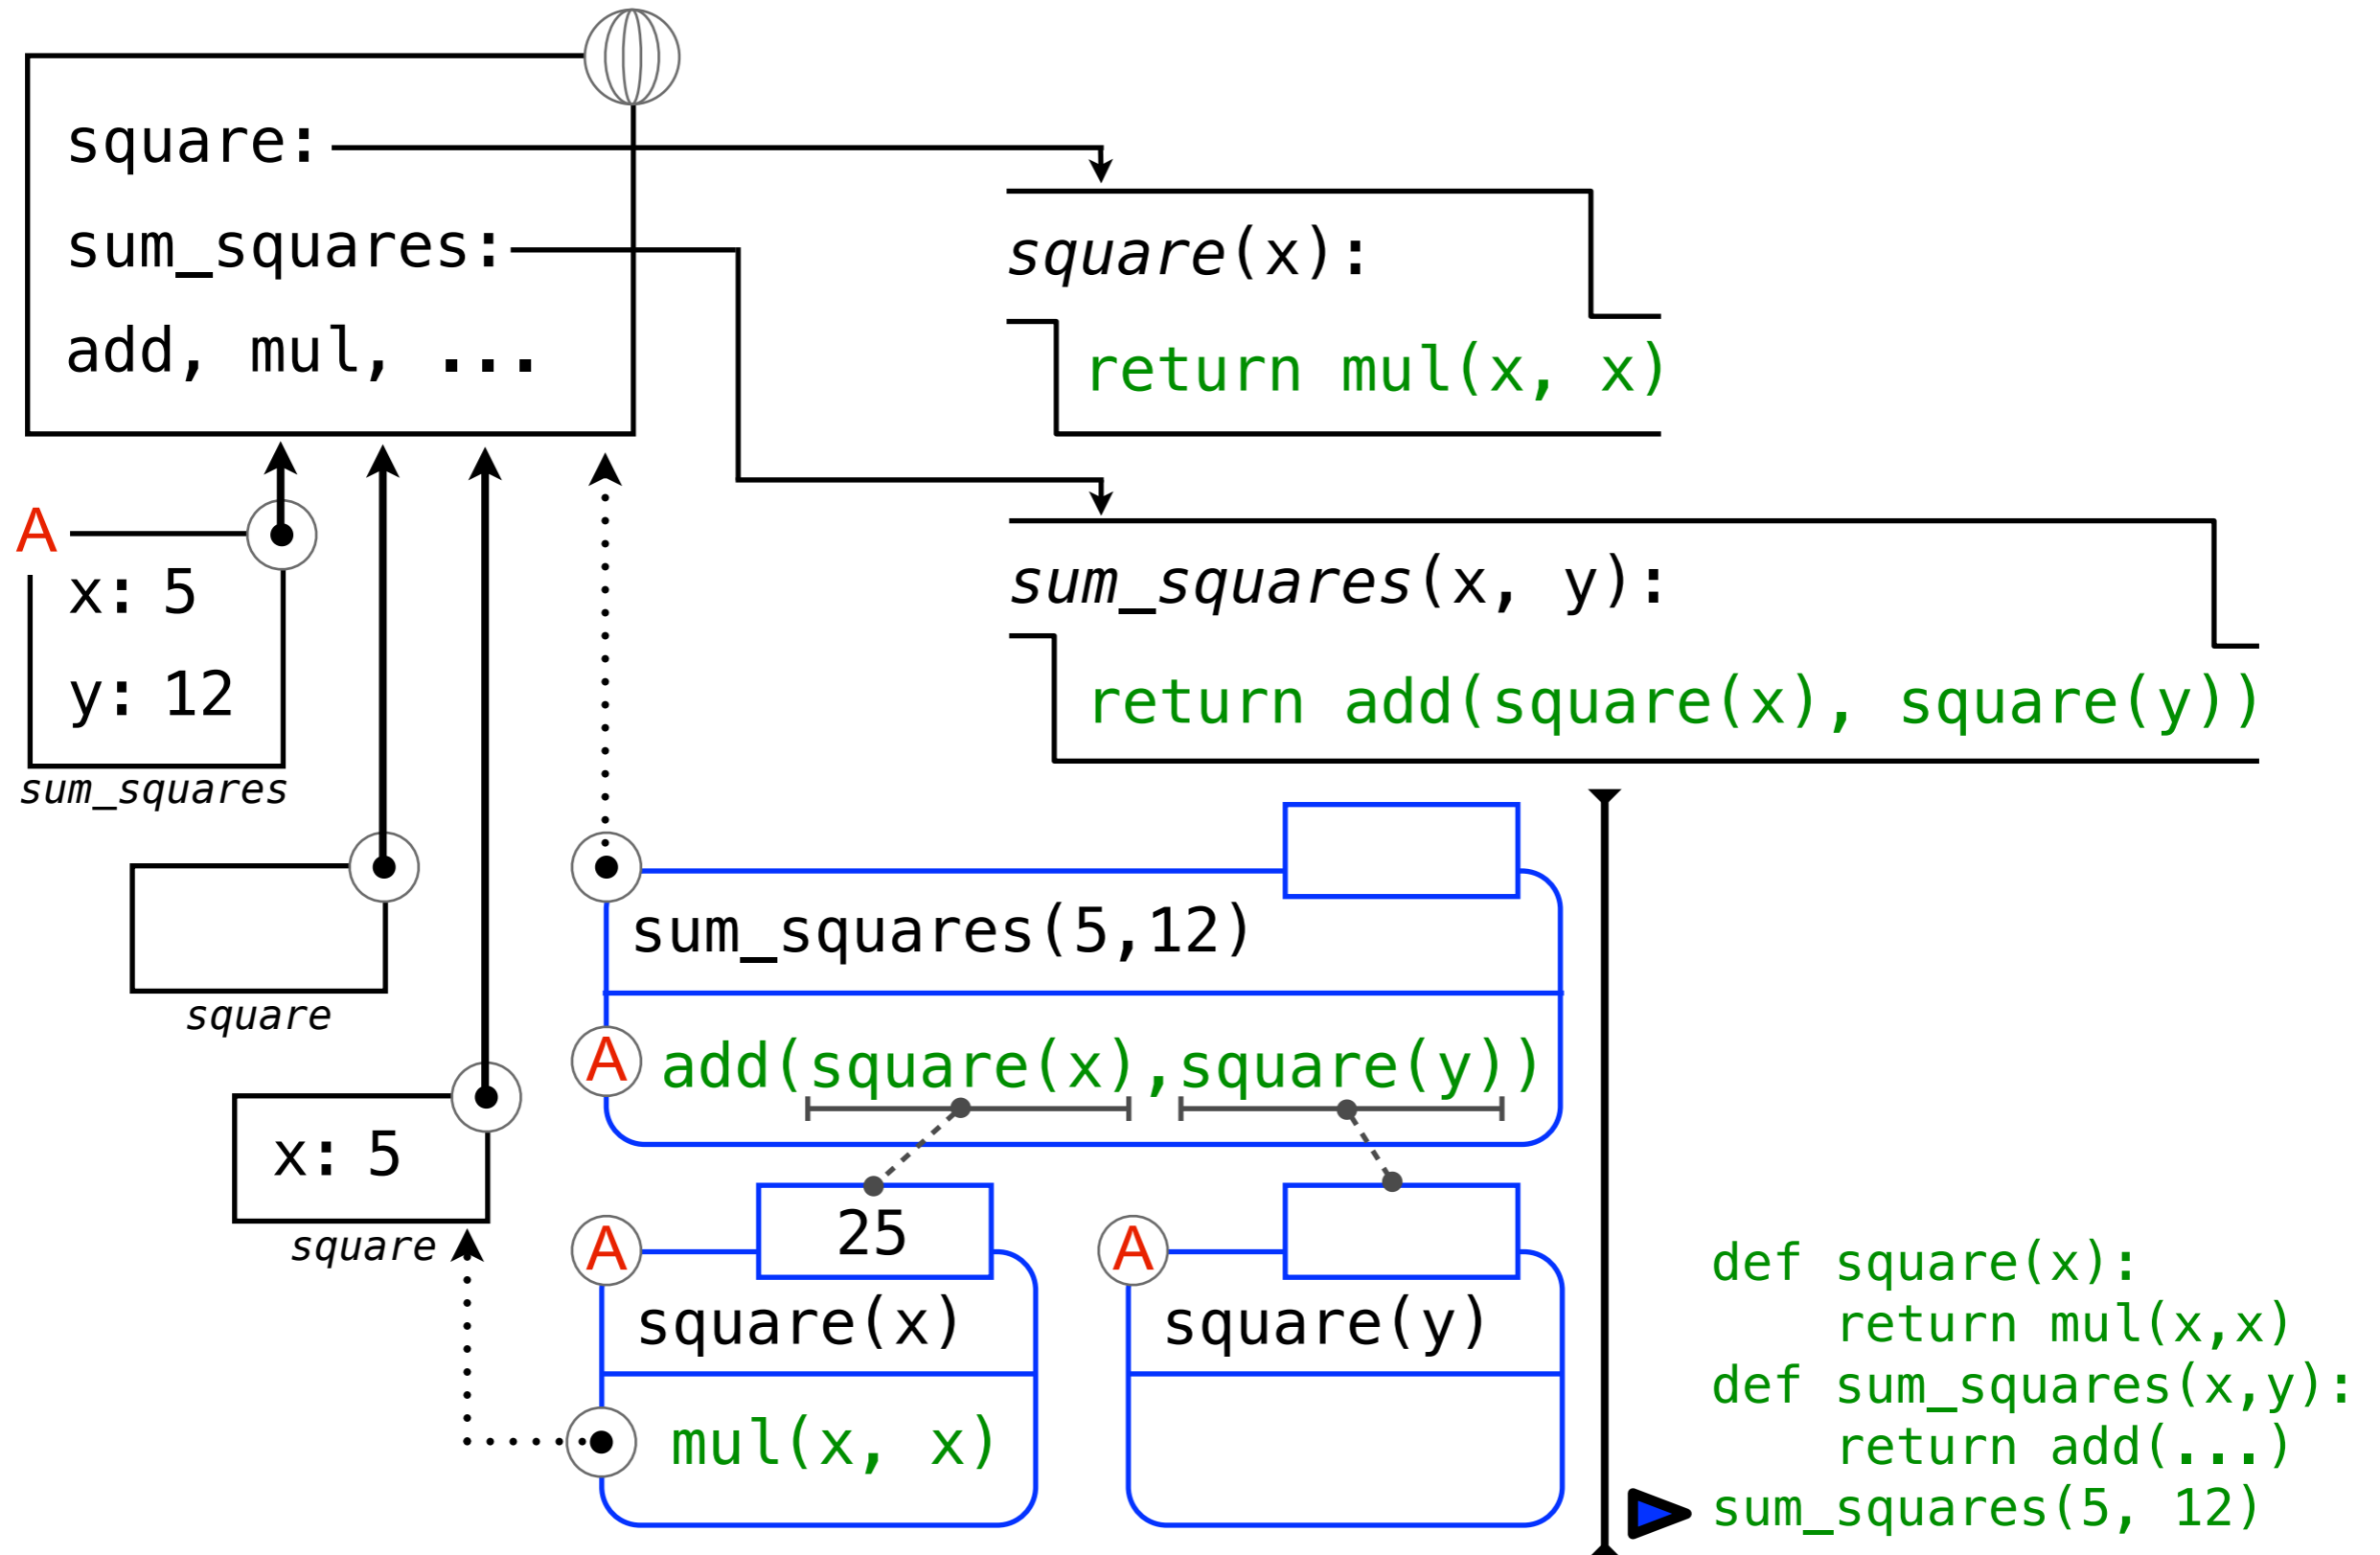 square:
sum_squares:
add, mul, ...
square(x):
return mul(x, x)
sum_squares(x, y):
return add(square(x), square(y))
A
x: 5
y: 12
sum_squares
square
x: 5
square
sum_squares(5,12)
A
add(square(x),square(y))
A
25
square(x)
mul(x, x)
A
square(y)
def square(x):
return mul(x,x)
def sum_squares(x,y):
return add(...)
sum_squares(5, 12)